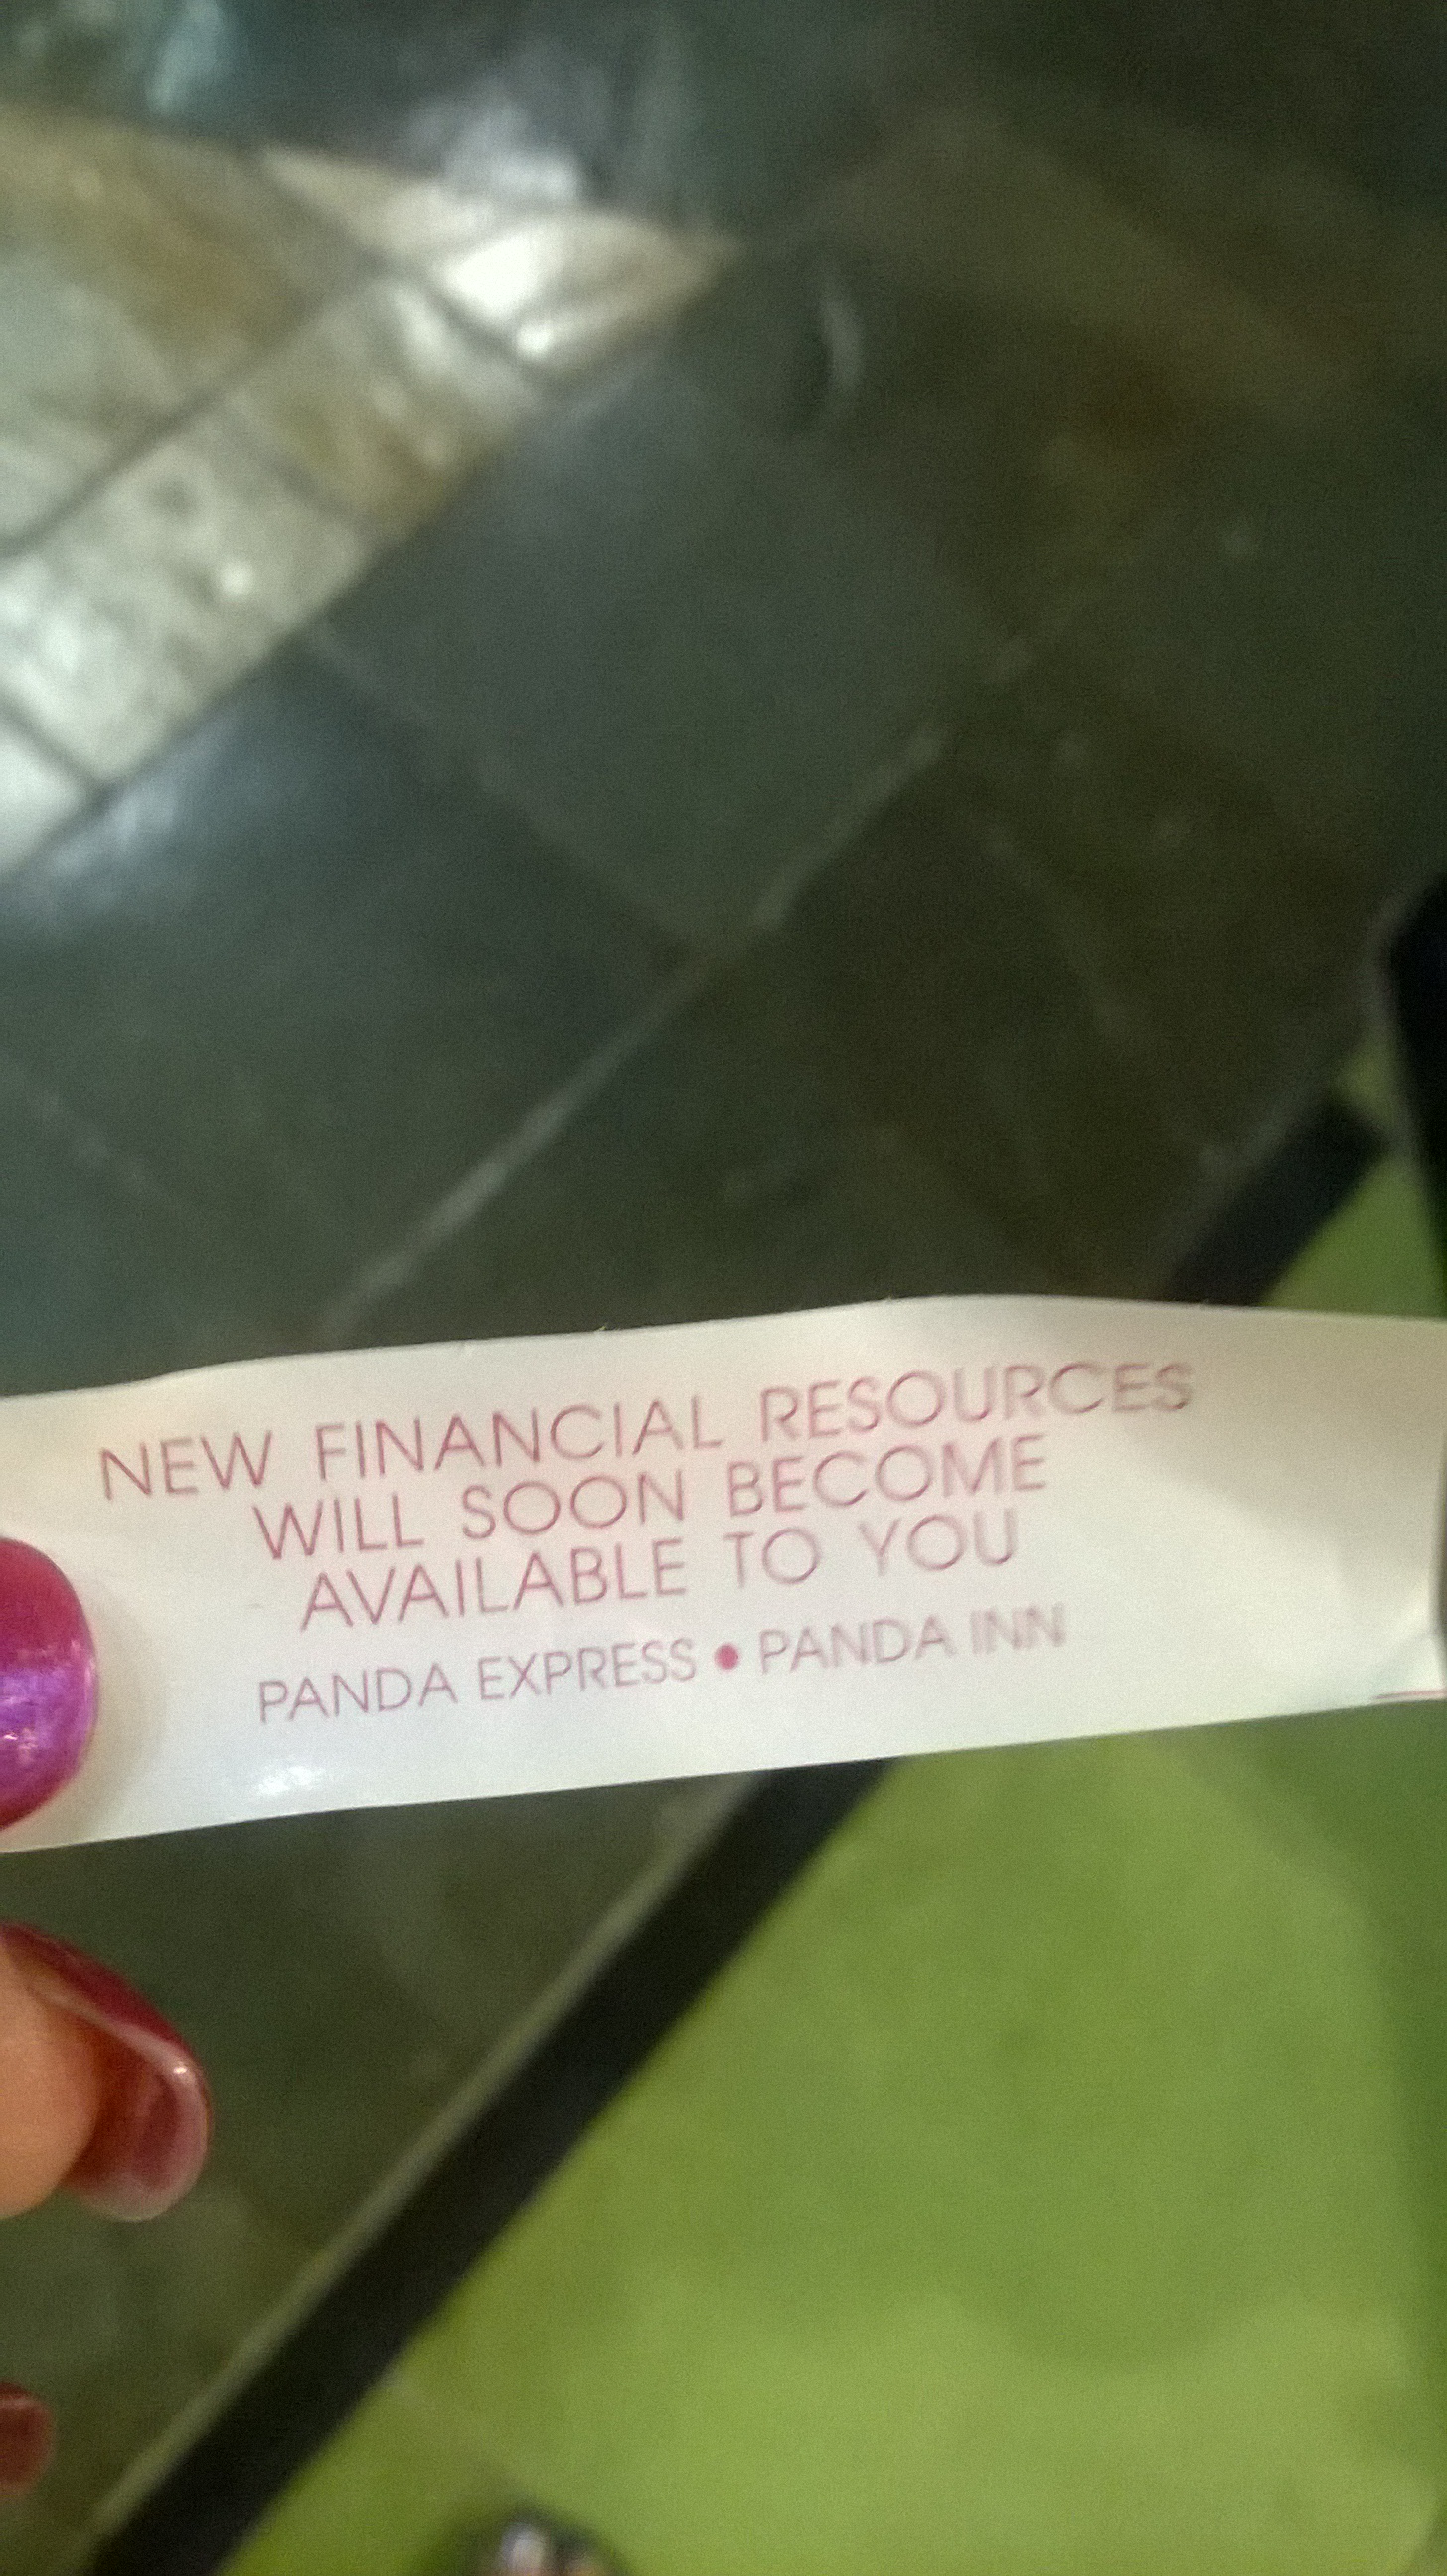 NEW FINANCIAL RESOURCES
WILL SOON BECOME
AVAILABLE TO YOU
PANDA EXPRESS • PANDA INN